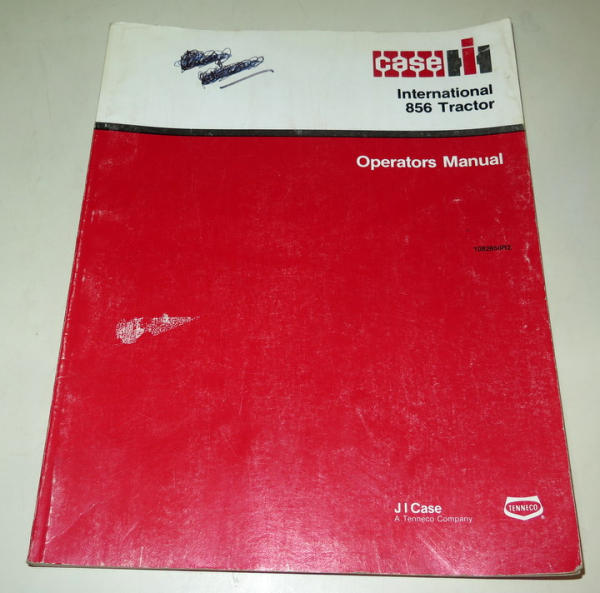 case IH
International
856 Tractor
Operators Manual
J I Case
A Tenneco Company
TENNECO